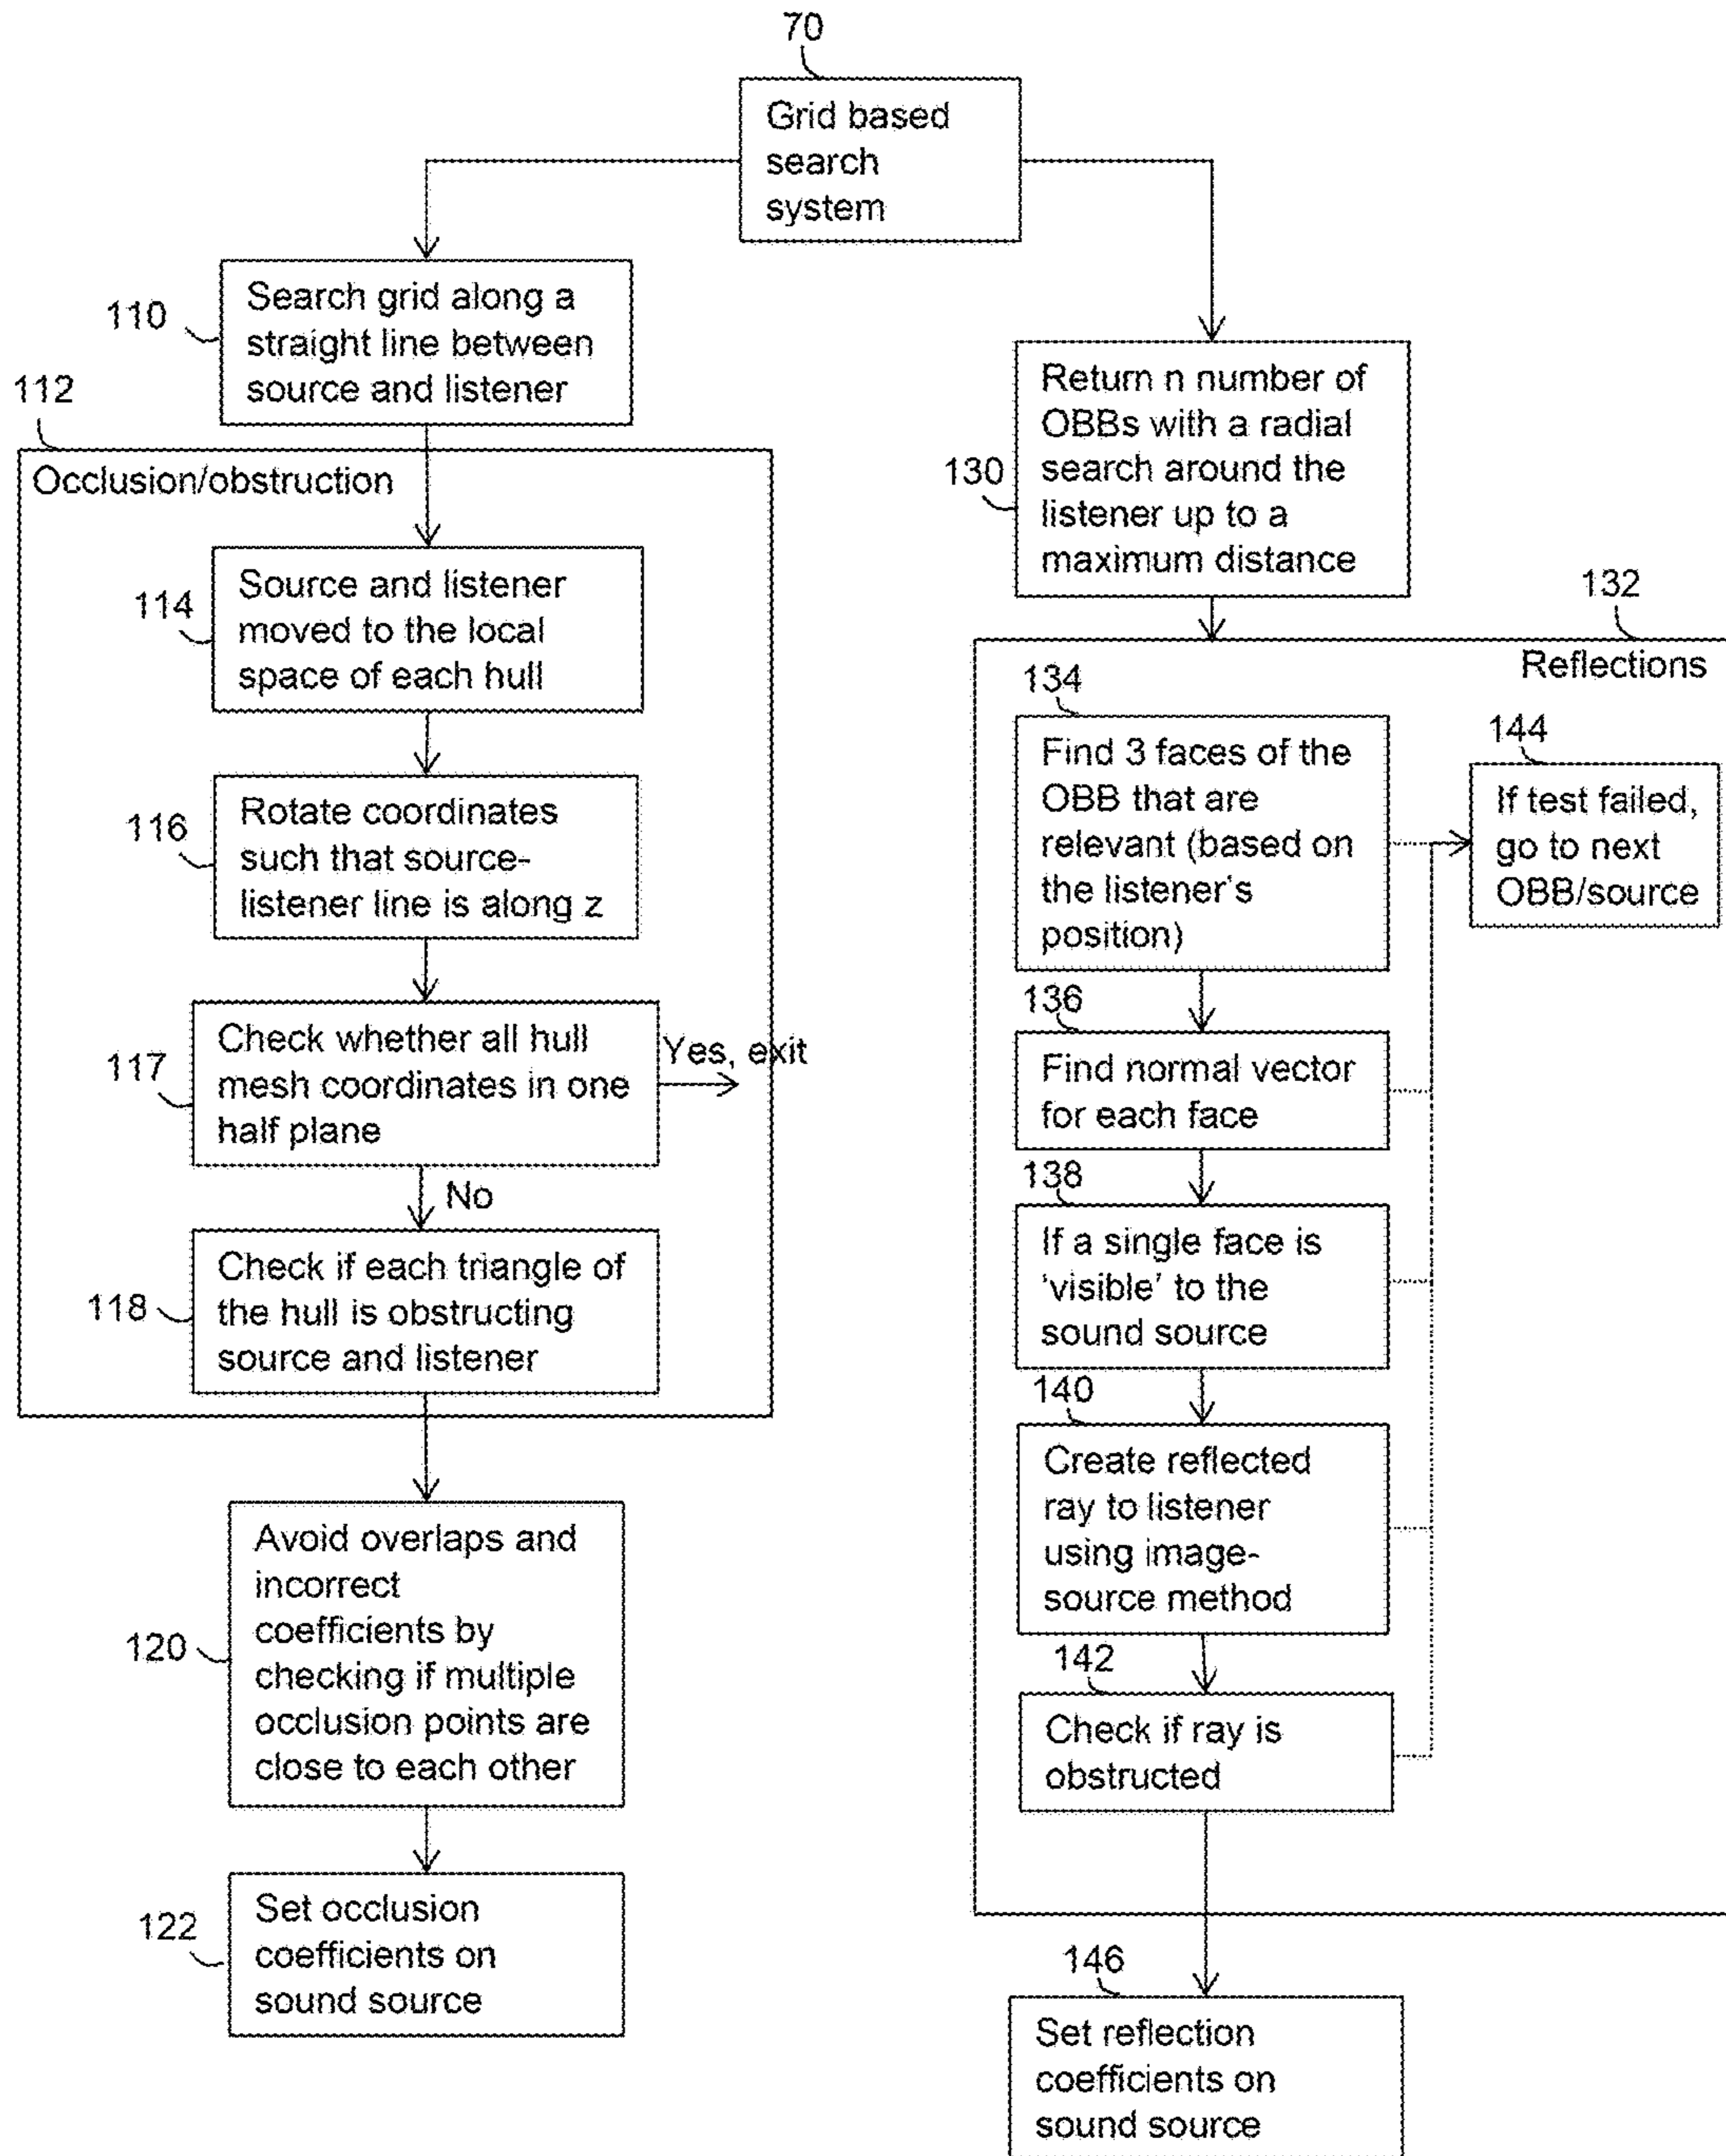 70
Grid based
search
system
110
Search grid along a
straight line between
source and listener
112
Occlusion/obstruction
114
Source and listener
moved to the local
space of each hull
116
Rotate coordinates
such that source-
listener line is along z
117
Check whether all hull
mesh coordinates in one
half plane
Yes, exit
No
118
Check if each triangle of
the hull is obstructing
source and listener
120
Avoid overlaps and
incorrect
coefficients by
checking if multiple
occlusion points are
close to each other
122
Set occlusion
coefficients on
sound source
130
Return n number of
OBBs with a radial
search around the
listener up to a
maximum distance
132
Reflections
134
Find 3 faces of the
OBB that are
relevant (based on
the listener's
position)
144
If test failed,
go to next
OBB/source
136
Find normal vector
for each face
138
If a single face is
'visible' to the
sound source
140
Create reflected
ray to listener
using image-
source method
142
Check if ray is
obstructed
146
Set reflection
coefficients on
sound source